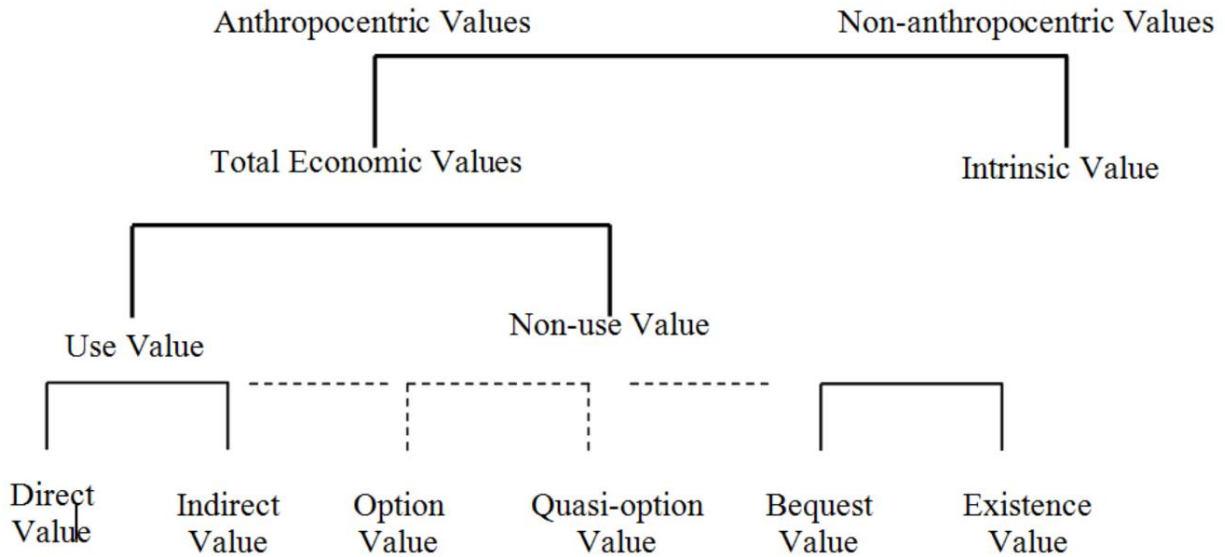 Anthropocentric Values
Non-anthropocentric Values
Total Economic Values
Intrinsic Value
Use Value
Non-use Value
Direct
Value
Indirect
Value
Option
Value
Quasi-option
Value
Bequest
Value
Existence
Value